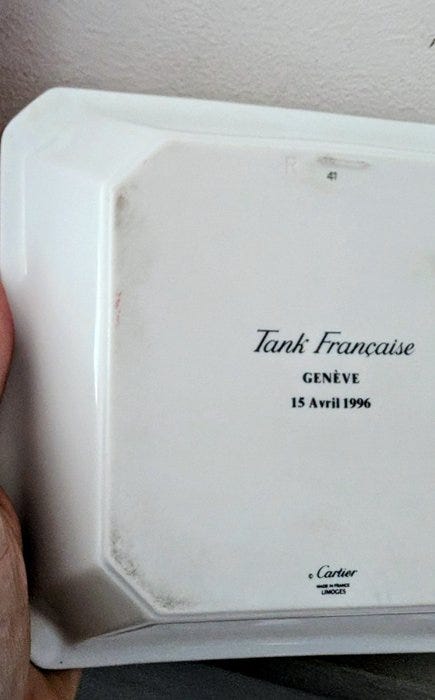 R
41
Tank Française
GENÈVE
15 Avril 1996
© Cartier
MADE IN FRANCE
LIMOGES